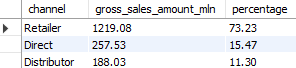 channel gross_sales_amount_mln percentage
Retailer 1219.08 73.23
Direct 257.53 15.47
Distributor 188.03 11.30